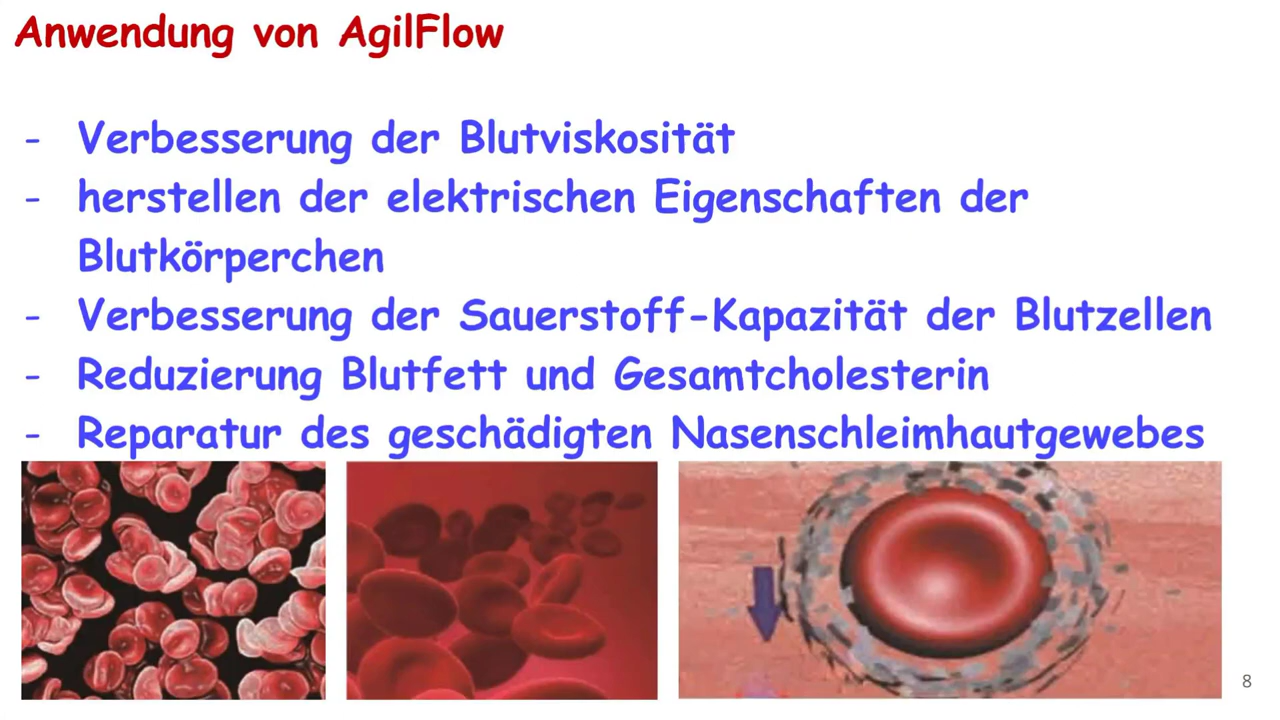 Anwendung von AgilFlow
- Verbesserung der Blutviskosität
- herstellen der elektrischen Eigenschaften der
Blutkörperchen
- Verbesserung der Sauerstoff-Kapazität der Blutzellen
- Reduzierung Blutfett und Gesamtcholesterin
- Reparatur des geschädigten Nasenschleimhautgewebes
8